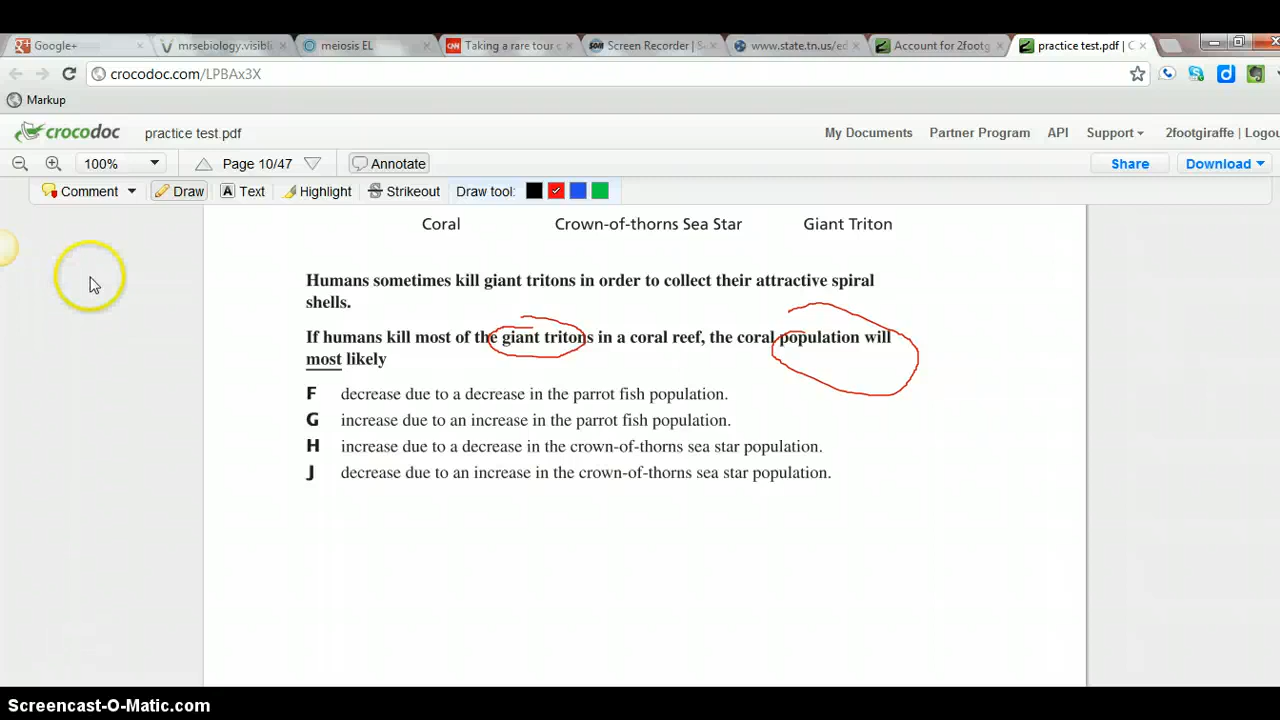 Google+
mrsebiology.visibli
meiosis EL
CNN Taking a rare tour
Screen Recorder | S
www.state.tn.us/ed
Account for 2footg
practice test.pdf | C
crocodoc.com/LPBAx3X
Markup
crocodoc practice test.pdf My Documents Partner Program API Support 2footgiraffe | Logou
100% Page 10/47 Annotate Share Download
Comment Draw Text Highlight Strikeout Draw tool:
Coral Crown-of-thorns Sea Star Giant Triton
Humans sometimes kill giant tritons in order to collect their attractive spiral
shells.
If humans kill most of the giant tritons in a coral reef, the coral population will
most likely
F decrease due to a decrease in the parrot fish population.
G increase due to an increase in the parrot fish population.
H increase due to a decrease in the crown-of-thorns sea star population.
J decrease due to an increase in the crown-of-thorns sea star population.
Screencast-O-Matic.com